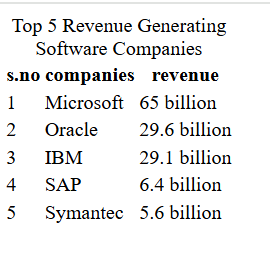 Top 5 Revenue Generating
Software Companies
s.no companies revenue
1 Microsoft 65 billion
2 Oracle 29.6 billion
3 IBM 29.1 billion
4 SAP 6.4 billion
5 Symantec 5.6 billion